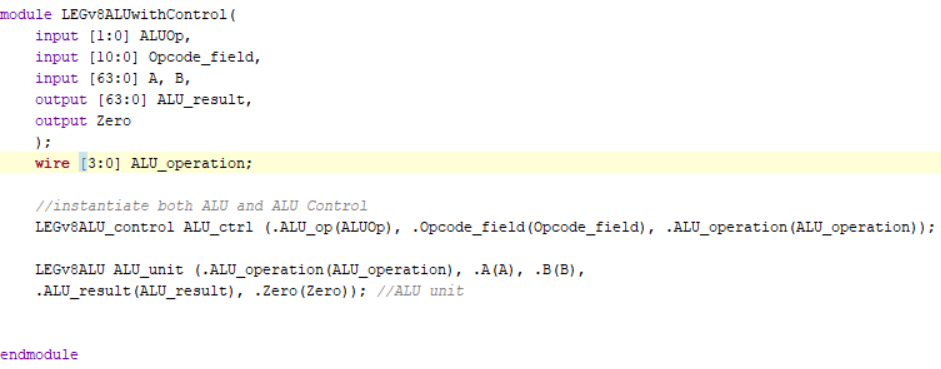 module LEGv8ALUwithControl(
    input [1:0] ALUOp,
    input [10:0] Opcode_field,
    input [63:0] A, B,
    output [63:0] ALU_result,
    output Zero
    );
    wire [3:0] ALU_operation;
    //instantiate both ALU and ALU Control
    LEGv8ALU_control ALU_ctrl (.ALU_op(ALUOp), .Opcode_field(Opcode_field), .ALU_operation(ALU_operation));
    LEGv8ALU ALU_unit (.ALU_operation(ALU_operation), .A(A), .B(B),
    .ALU_result(ALU_result), .Zero(Zero)); //ALU unit
endmodule